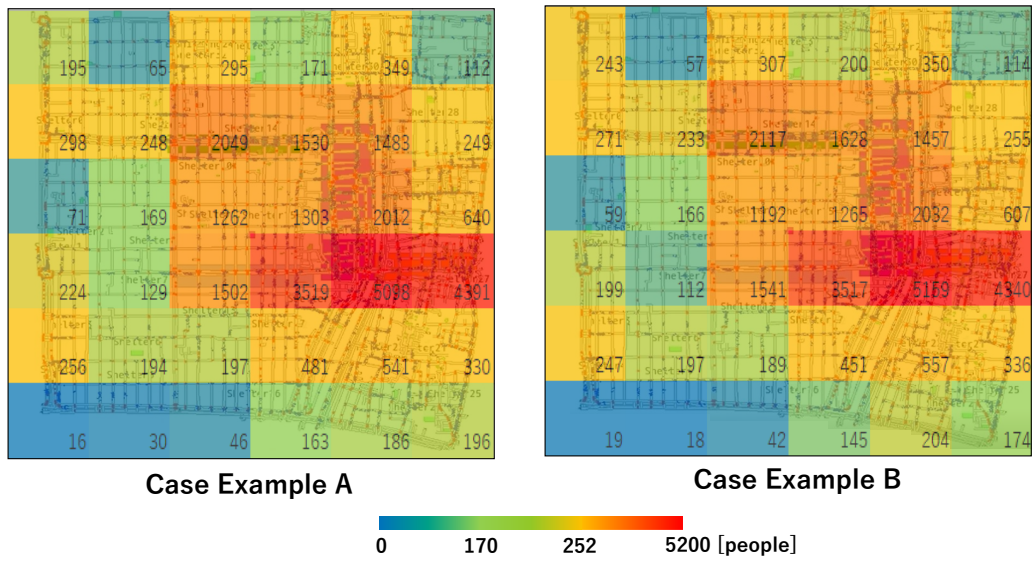 195 65 295 171 349 112
Shelter14
298 248 2049 1530 1483 249
71 169 1262 1303 2012 640
224 129 1502 3519 4391
Shelter6
256 194 197 481 541 330
16 30 46 163 186 196
Case Example A
243 57 307 200 350 114
271 233 2117 1628 1457 255
59 166 1192 1265 2032 607
199 112 1541 3517 5159 4340
Shelter6
247 197 189 451 557 336
19 18 42 145 204 174
Case Example B
0 170 252 5200 [people]